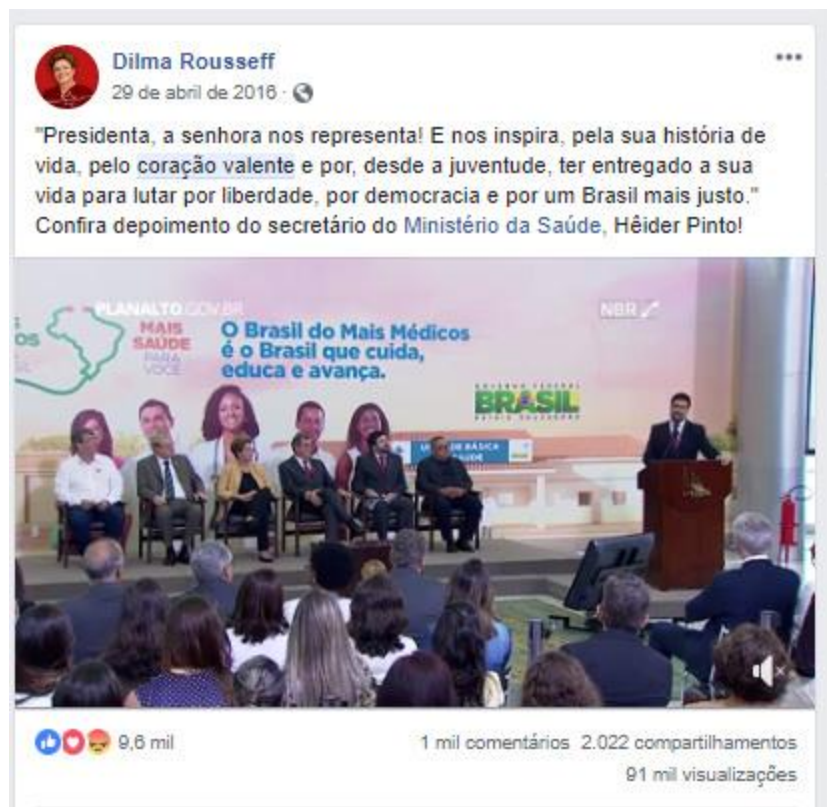 Dilma Rousseff
29 de abril de 2016
"Presidenta, a senhora nos representa! E nos inspira, pela sua história de
vida, pelo coração valente e por, desde a juventude, ter entregado a sua
vida para lutar por liberdade, por democracia e por um Brasil mais justo."
Confira depoimento do secretário do Ministério da Saúde, Hêider Pinto!
PLANALTO.GOV.BR
NBR
MAIS
SAÚDE
PARA
VOCÊ
O Brasil do Mais Médicos
é o Brasil que cuida,
educa e avança.
GOVERNO FEDERAL
BRASIL
BÁSICA
SAÚDE
9,6 mil
1 mil comentários 2.022 compartilhamentos
91 mil visualizações